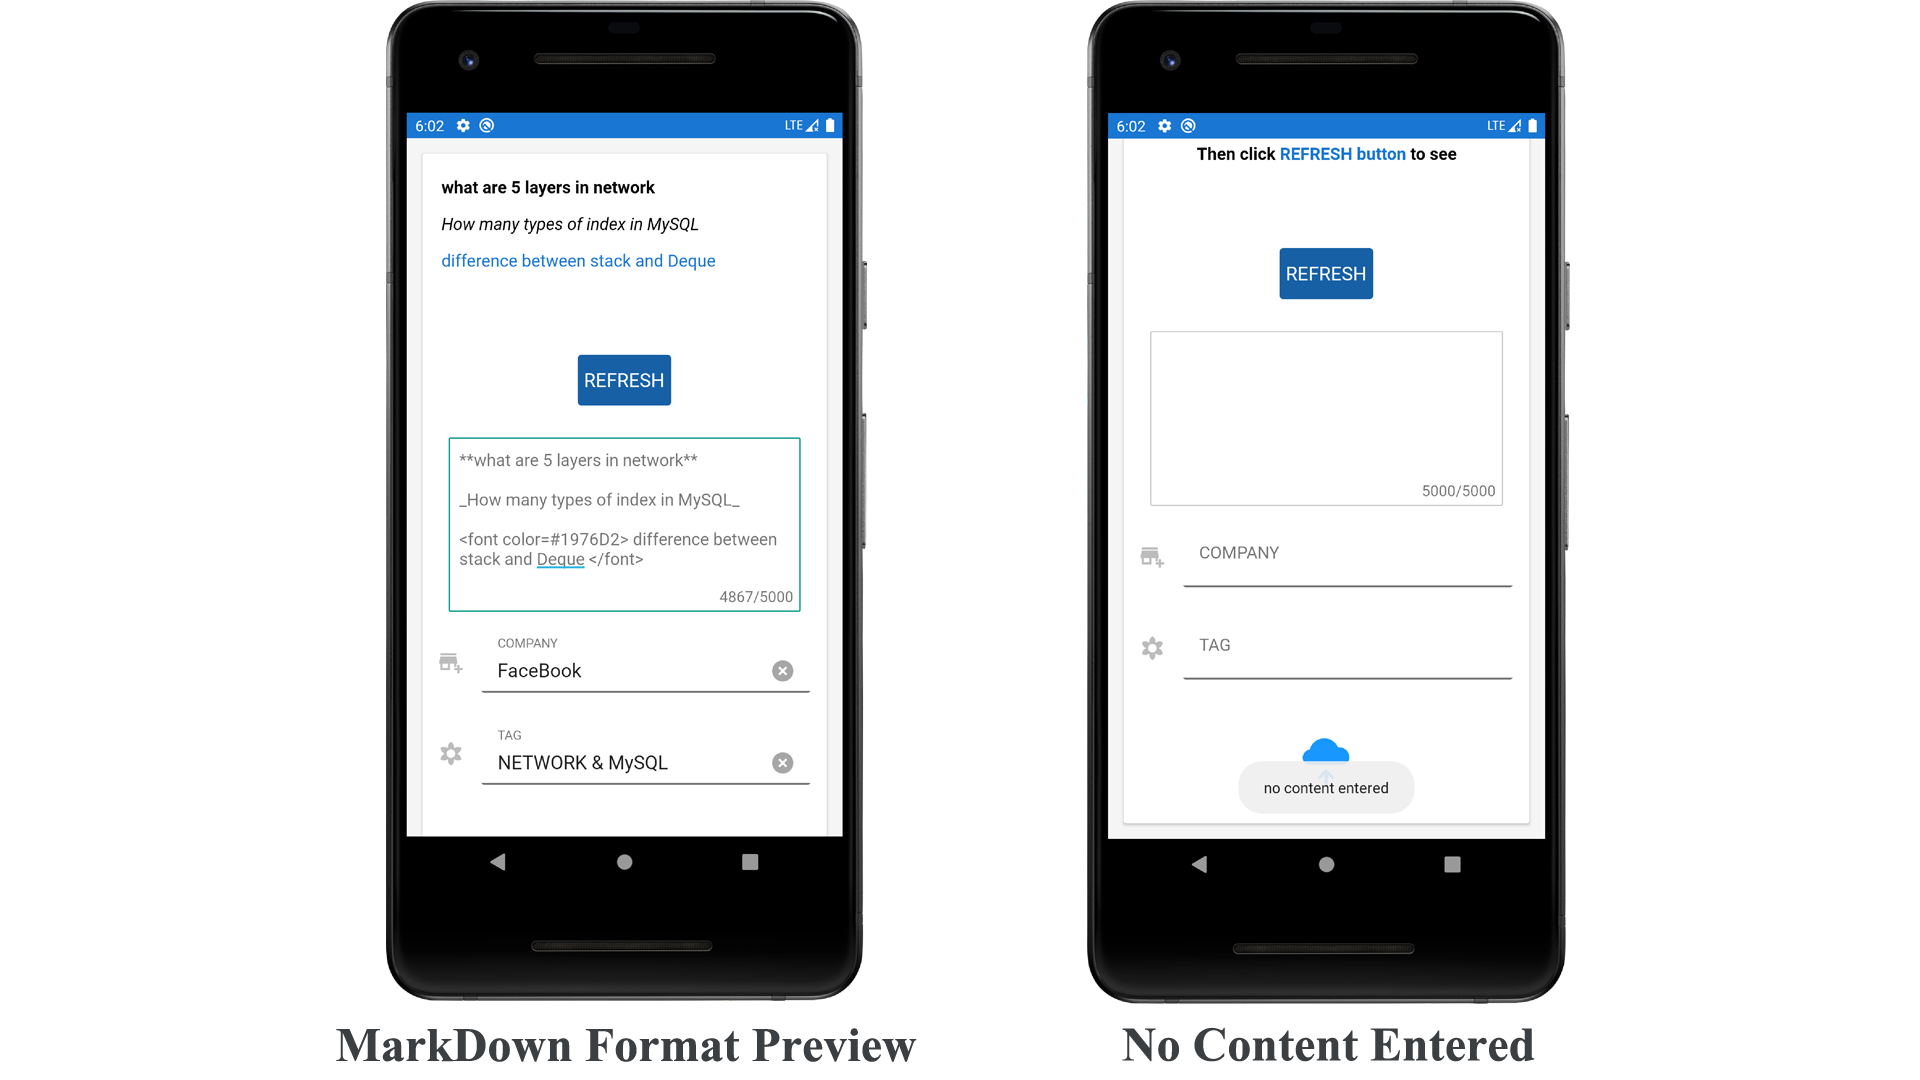 6:02
LTE
what are 5 layers in network
How many types of index in MySQL
difference between stack and Deque
REFRESH
**what are 5 layers in network**
_How many types of index in MySQL_
<font color=#1976D2> difference between
stack and Deque </font>
4867/5000
COMPANY
FaceBook
TAG
NETWORK & MySQL
MarkDown Format Preview
6:02
LTE
Then click REFRESH button to see
REFRESH
5000/5000
COMPANY
TAG
no content entered
No Content Entered